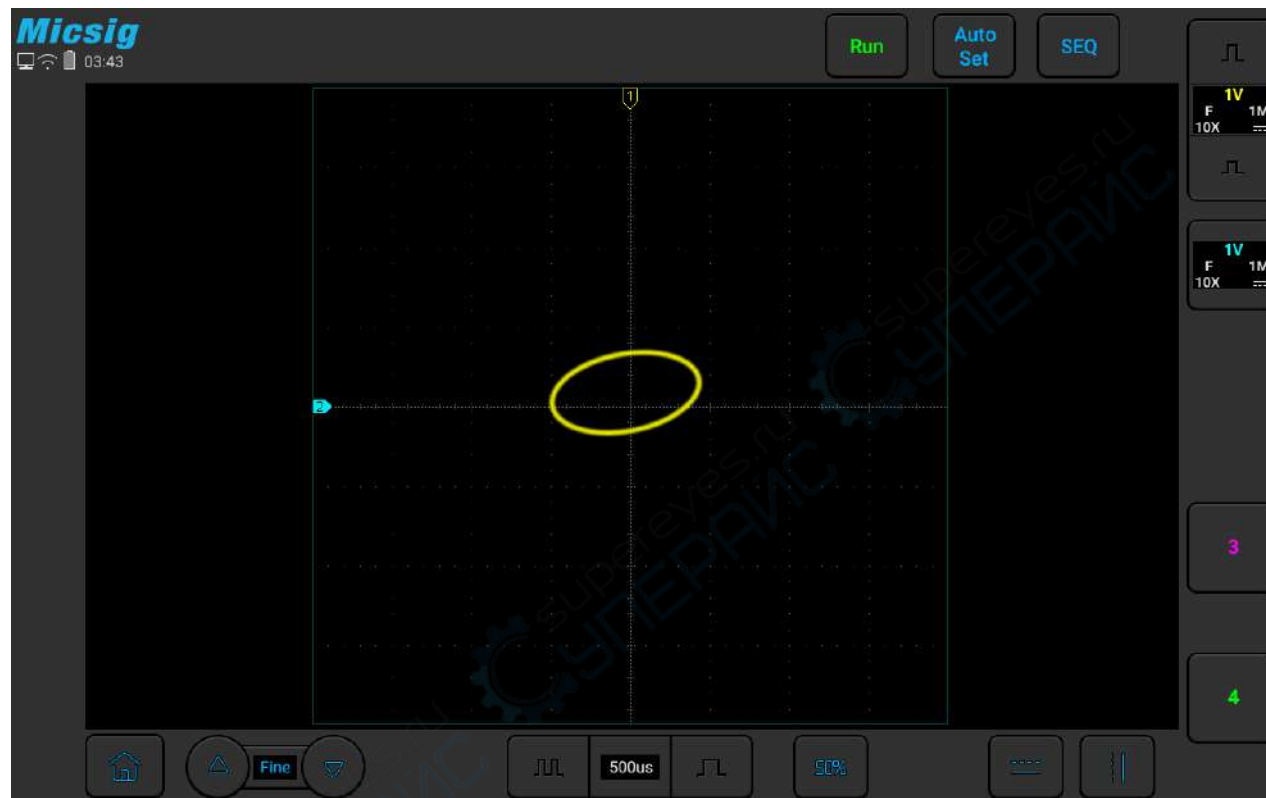 Micsig
03:43
Run
Auto
Set
SEQ
1
1V
F 1M
10X
1V
F 1M
10X
2
3
4
Fine
500us
50%
supereyes.ru
СУПЕРАЙС
supereyes.ru
СУПЕРАЙС